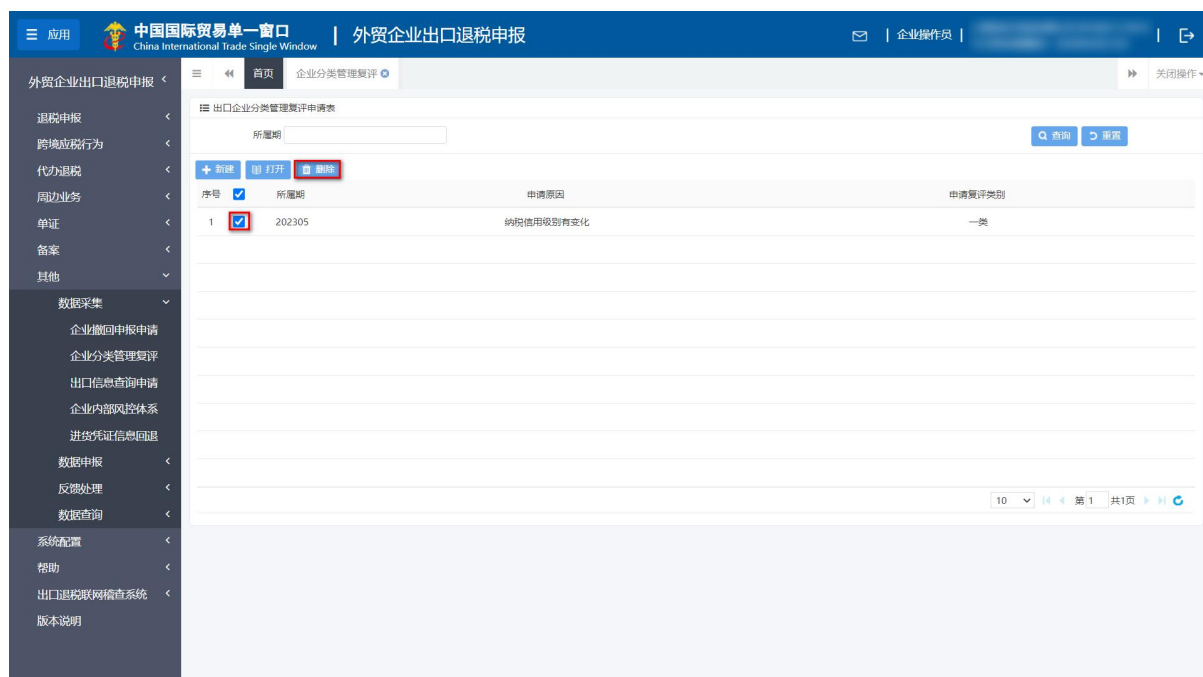 应用
中国国际贸易单一窗口
China International Trade Single Window
外贸企业出口退税申报
企业操作员
外贸企业出口退税申报
首页
企业分类管理复评
关闭操作
退税申报
跨境应税行为
代办退税
周边业务
单证
备案
其他
数据采集
企业撤回申报申请
企业分类管理复评
出口信息查询申请
企业内部风控体系
进货凭证信息回退
数据申报
反馈处理
数据查询
系统配置
帮助
出口退税联网稽查系统
版本说明
出口企业分类管理复评申请表
所属期
查询 重置
新建 打开 删除
序号 所属期 申请原因 申请复评类别
1 202305 纳税信用级别有变化 一类
10 第 1 共1页